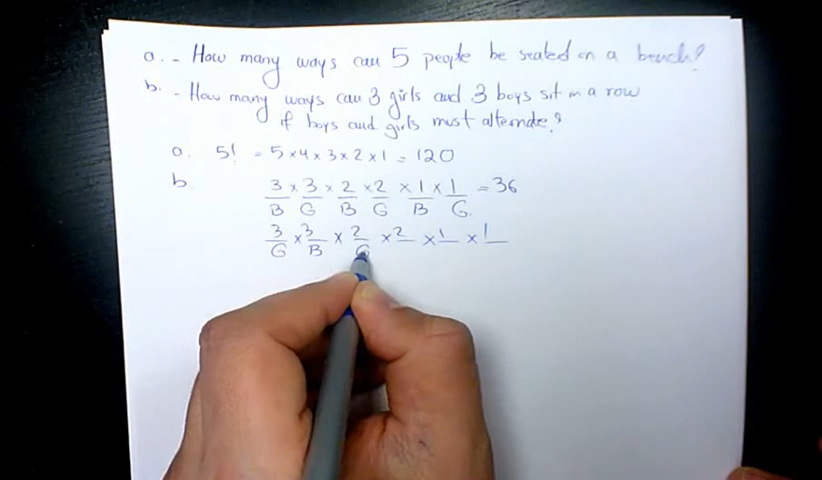 a. - How many ways can 5 people be seated on a bench?
b. - How many ways can 3 girls and 3 boys sit in a row
if boys and girls must alternate?
a. 5! = 5 × 4 × 3 × 2 × 1 = 120
b.
3 × 3 × 2 × 2 × 1 × 1 = 36
B G B G B G.
3 × 3 × 2 × 2 × 1 × 1
G B G